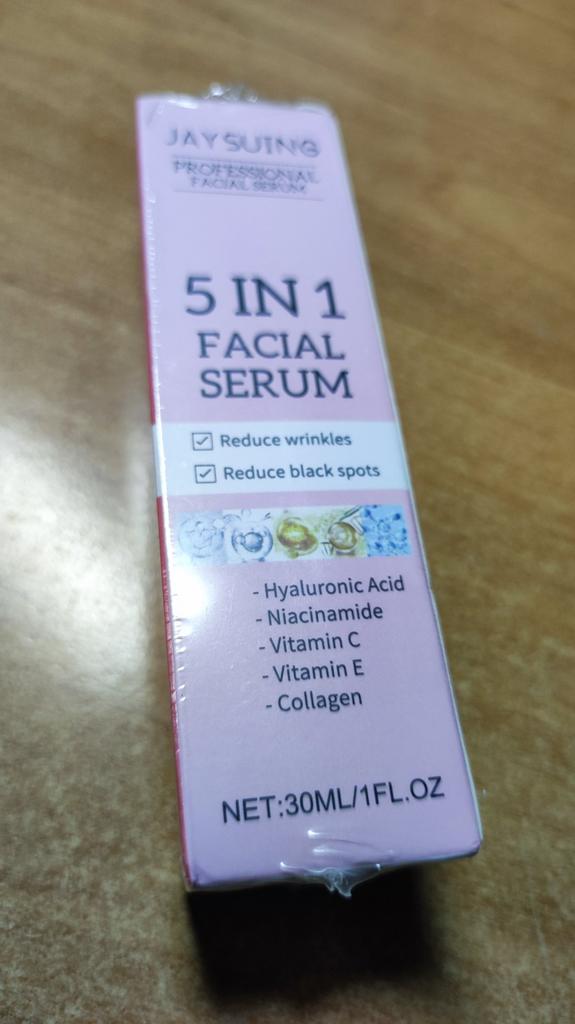 JAYSUING
PROFESSIONAL
FACIAL SERUM
5 IN 1
FACIAL
SERUM
Reduce wrinkles
Reduce black spots
- Hyaluronic Acid
- Niacinamide
- Vitamin C
- Vitamin E
- Collagen
NET:30ML/1FL.OZ